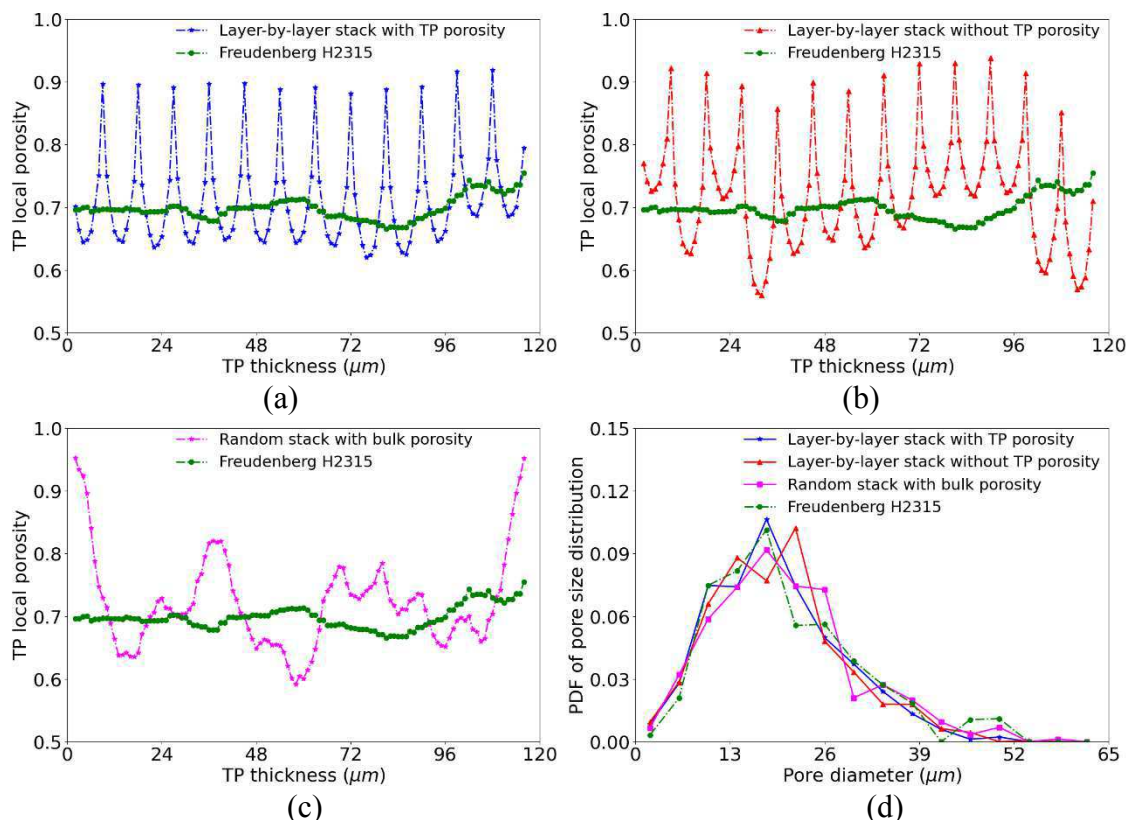 1.0
0.9
0.8
0.7
0.6
0.5
TP local porosity
Layer-by-layer stack with TP porosity
Freudenberg H2315
0 24 48 72 96 120
TP thickness (μm)
(a)
1.0
0.9
0.8
0.7
0.6
0.5
TP local porosity
Layer-by-layer stack without TP porosity
Freudenberg H2315
0 24 48 72 96 120
TP thickness (μm)
(b)
1.0
0.9
0.8
0.7
0.6
0.5
TP local porosity
Random stack with bulk porosity
Freudenberg H2315
0 24 48 72 96 120
TP thickness (μm)
(c)
0.15
0.12
0.09
0.06
0.03
0.00
PDF of pore size distribution
Layer-by-layer stack with TP porosity
Layer-by-layer stack without TP porosity
Random stack with bulk porosity
Freudenberg H2315
0 13 26 39 52 65
Pore diameter (μm)
(d)